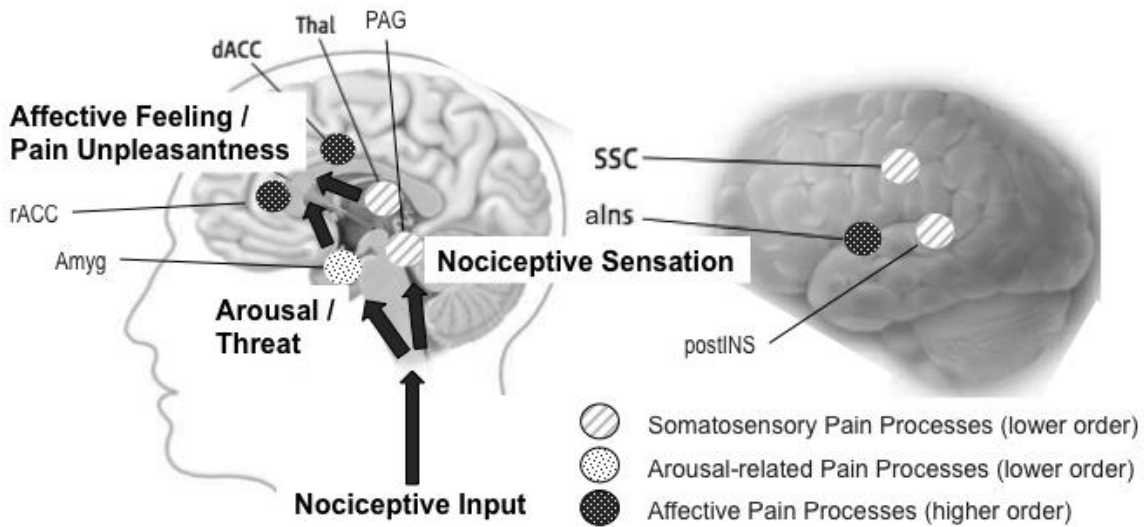 PAG
Thal
dACC
Affective Feeling /
Pain Unpleasantness
rACC
Amyg
Nociceptive Sensation
Arousal /
Threat
Nociceptive Input
SSC
aIns
postINS
Somatosensory Pain Processes (lower order)
Arousal-related Pain Processes (lower order)
Affective Pain Processes (higher order)